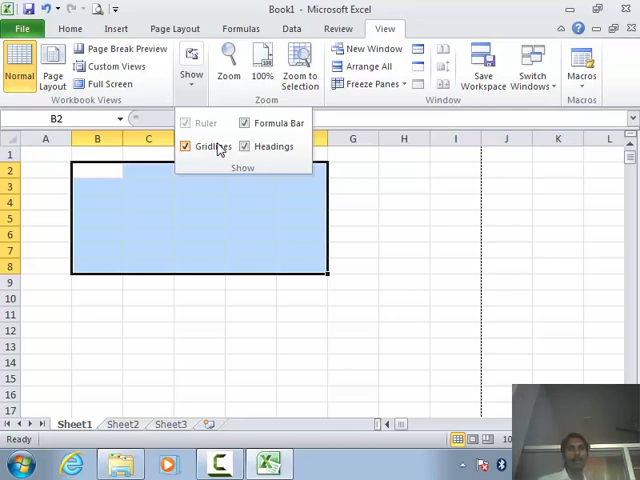 Book1 - Microsoft Excel
File Home Insert Page Layout Formulas Data Review View
Normal
Page Layout
Page Break Preview
Custom Views
Full Screen
Workbook Views
Show
Zoom
100%
Zoom to Selection
Zoom
New Window
Arrange All
Freeze Panes
Save Workspace
Switch Windows
Macros
Macros
B2
Ruler Formula Bar
Gridlines Headings
Show
A B C G H I J K L
1
2
3
4
5
6
7
8
9
10
11
12
13
14
15
16
17
Sheet1 Sheet2 Sheet3
Ready